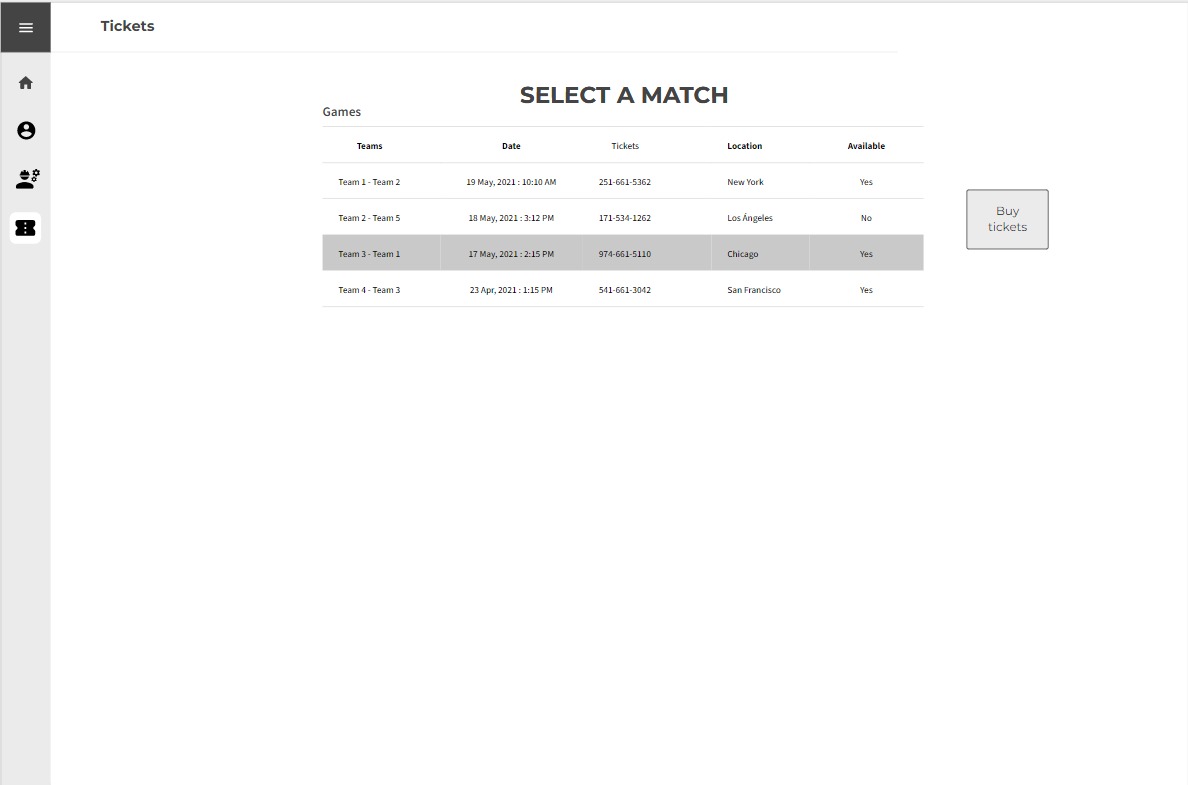 Tickets
SELECT A MATCH
Games
Teams Date Tickets Location Available
Team 1 - Team 2 19 May, 2021 : 10:10 AM 251-661-5362 New York Yes
Team 2 - Team 5 18 May, 2021 : 3:12 PM 171-534-1262 Los Ángeles No
Team 3 - Team 1 17 May, 2021 : 2:15 PM 974-661-5110 Chicago Yes
Team 4 - Team 3 23 Apr, 2021 : 1:15 PM 541-661-3042 San Francisco Yes
Buy
tickets